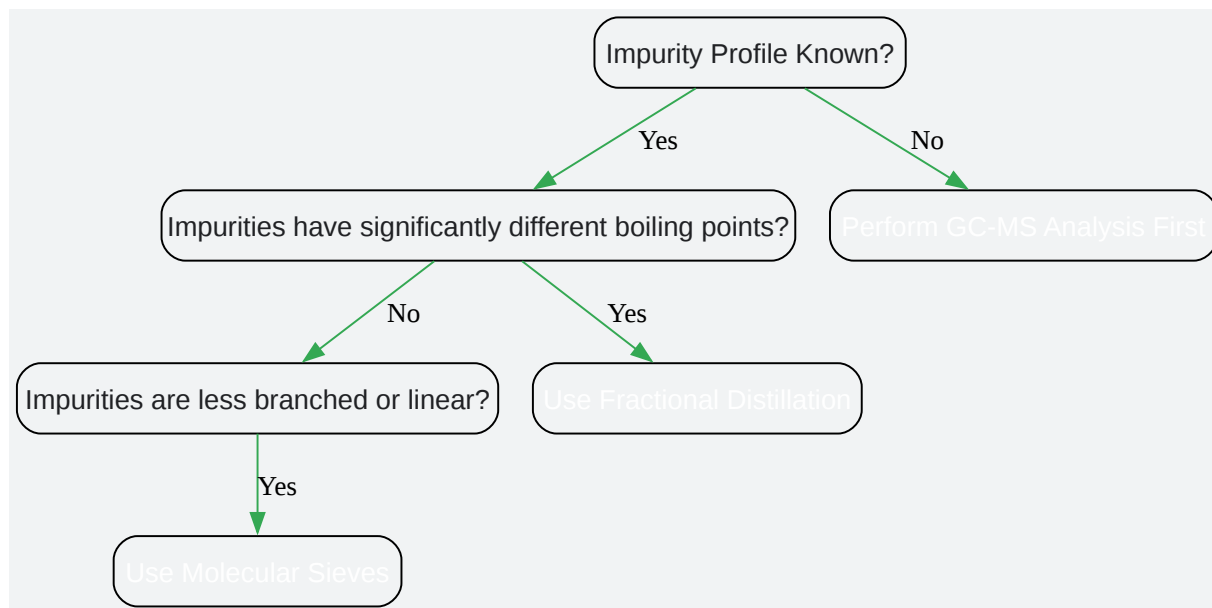 Impurity Profile Known?
Yes
No
Impurities have significantly different boiling points?
Perform GC-MS Analysis First
No
Yes
Impurities are less branched or linear?
Use Fractional Distillation
Yes
Use Molecular Sieves